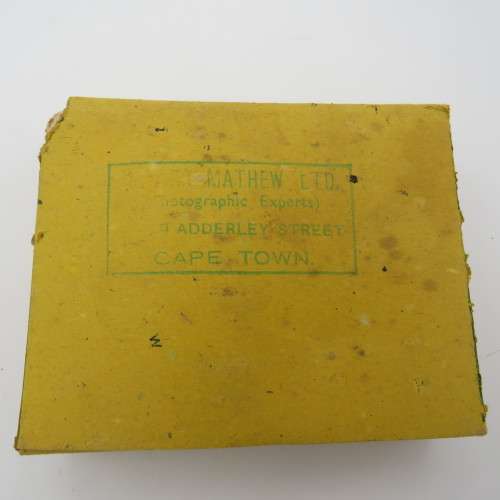 MATHEW LTD.
otographic Experts)
ADDERLEY STREET
CAPE TOWN.